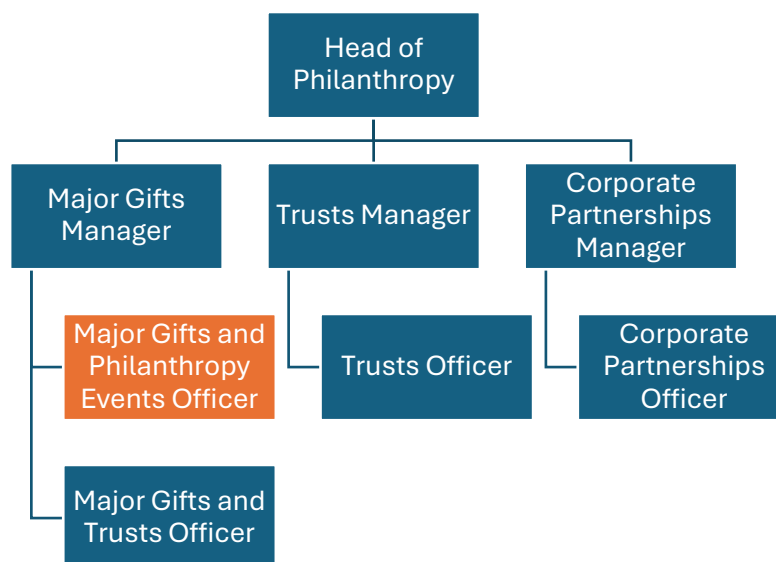 Head of
Philanthropy
Major Gifts
Manager
Trusts Manager
Corporate
Partnerships
Manager
Major Gifts and
Philanthropy
Events Officer
Trusts Officer
Corporate
Partnerships
Officer
Major Gifts and
Trusts Officer